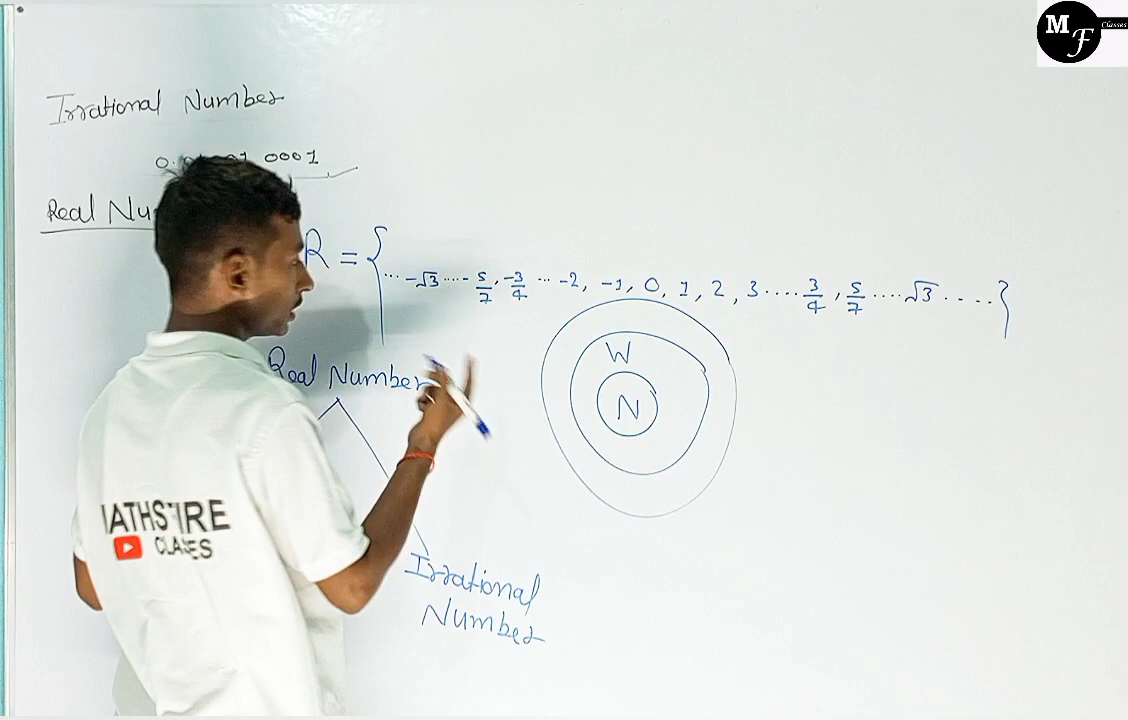 M Classes
F
Irrational Number
0001
Real
R = { ... -√3 ..... - 5/7, -3/4 ... -2, -1, 0, 1, 2, 3 .... 3/4, 5/7 .... √3 .... }
Real Number
W
N
MATHSFIRE
CLASSES
Irrational
Number